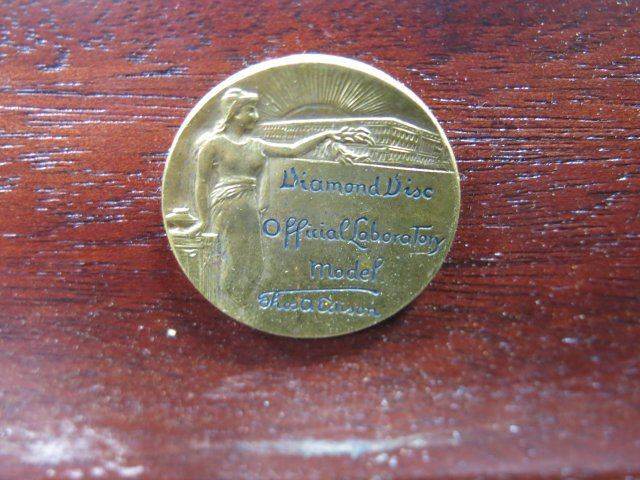 Diamond Disc
Official Laboratory
Model
Thos A Edison